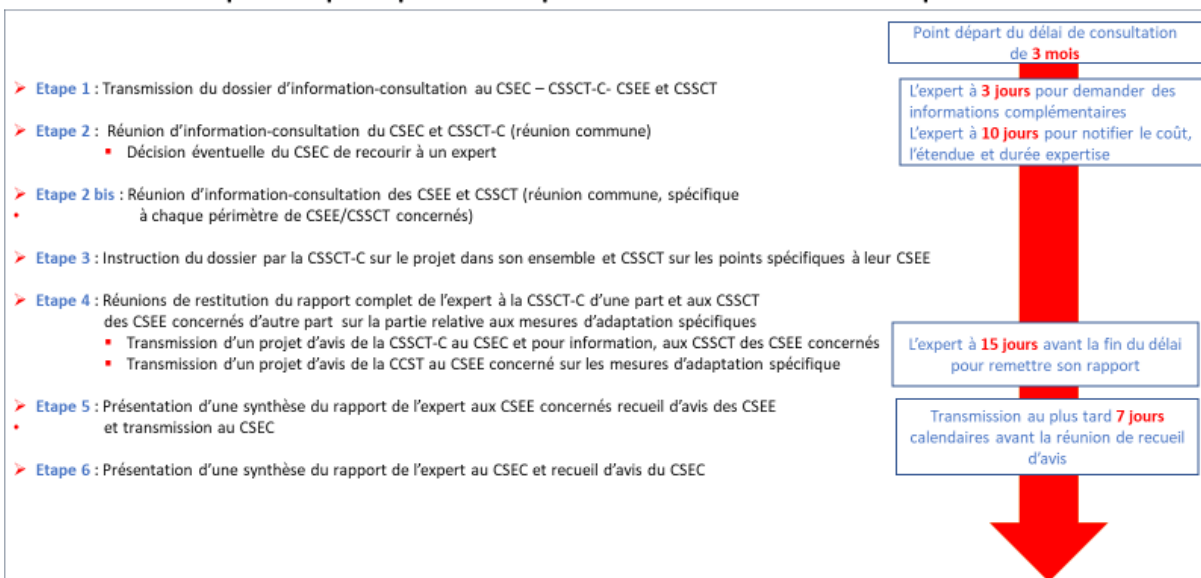 Point départ du délai de consultation
de 3 mois
➤ Etape 1 : Transmission du dossier d’information-consultation au CSEC – CSSCT-C- CSEE et CSSCT
L’expert à 3 jours pour demander des
informations complémentaires
L’expert à 10 jours pour notifier le coût,
l’étendue et durée expertise
➤ Etape 2 : Réunion d’information-consultation du CSEC et CSSCT-C (réunion commune)
▪ Décision éventuelle du CSEC de recourir à un expert
➤ Etape 2 bis : Réunion d’information-consultation des CSEE et CSSCT (réunion commune, spécifique
• à chaque périmètre de CSEE/CSSCT concernés)
➤ Etape 3 : Instruction du dossier par la CSSCT-C sur le projet dans son ensemble et CSSCT sur les points spécifiques à leur CSEE
➤ Etape 4 : Réunions de restitution du rapport complet de l’expert à la CSSCT-C d’une part et aux CSSCT
des CSEE concernés d’autre part sur la partie relative aux mesures d’adaptation spécifiques
▪ Transmission d’un projet d’avis de la CSSCT-C au CSEC et pour information, aux CSSCT des CSEE concernés
▪ Transmission d’un projet d’avis de la CCST au CSEE concerné sur les mesures d’adaptation spécifique
L’expert à 15 jours avant la fin du délai
pour remettre son rapport
➤ Etape 5 : Présentation d’une synthèse du rapport de l’expert aux CSEE concernés recueil d’avis des CSEE
• et transmission au CSEC
Transmission au plus tard 7 jours
calendaires avant la réunion de recueil
d’avis
➤ Etape 6 : Présentation d’une synthèse du rapport de l’expert au CSEC et recueil d’avis du CSEC